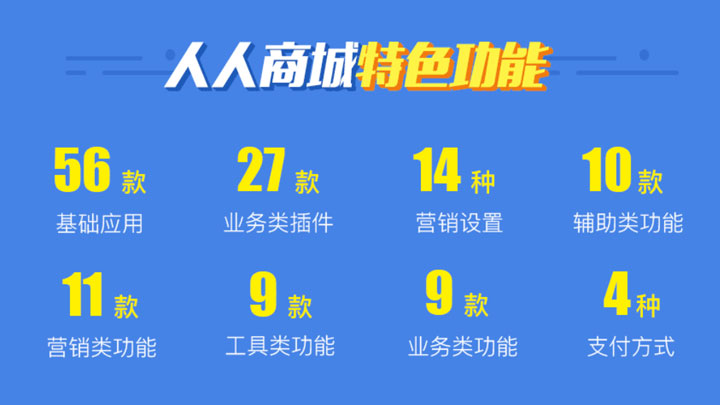 人人商城特色功能
56 款 27 款 14 种 10 款
基础应用 业务类插件 营销设置 辅助类功能
11 款 9 款 9 款 4 种
营销类功能 工具类功能 业务类功能 支付方式